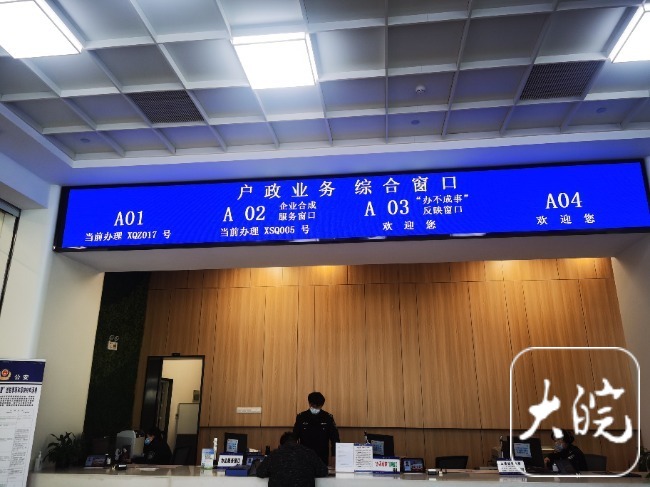 户政业务 综合窗口
A01
当前办理 XQZ017 号
A 02 企业合成
服务窗口
当前办理 XSQ005 号
A 03 “办不成事”
反映窗口
欢 迎 您
A04
欢 迎 您
公安
大皖